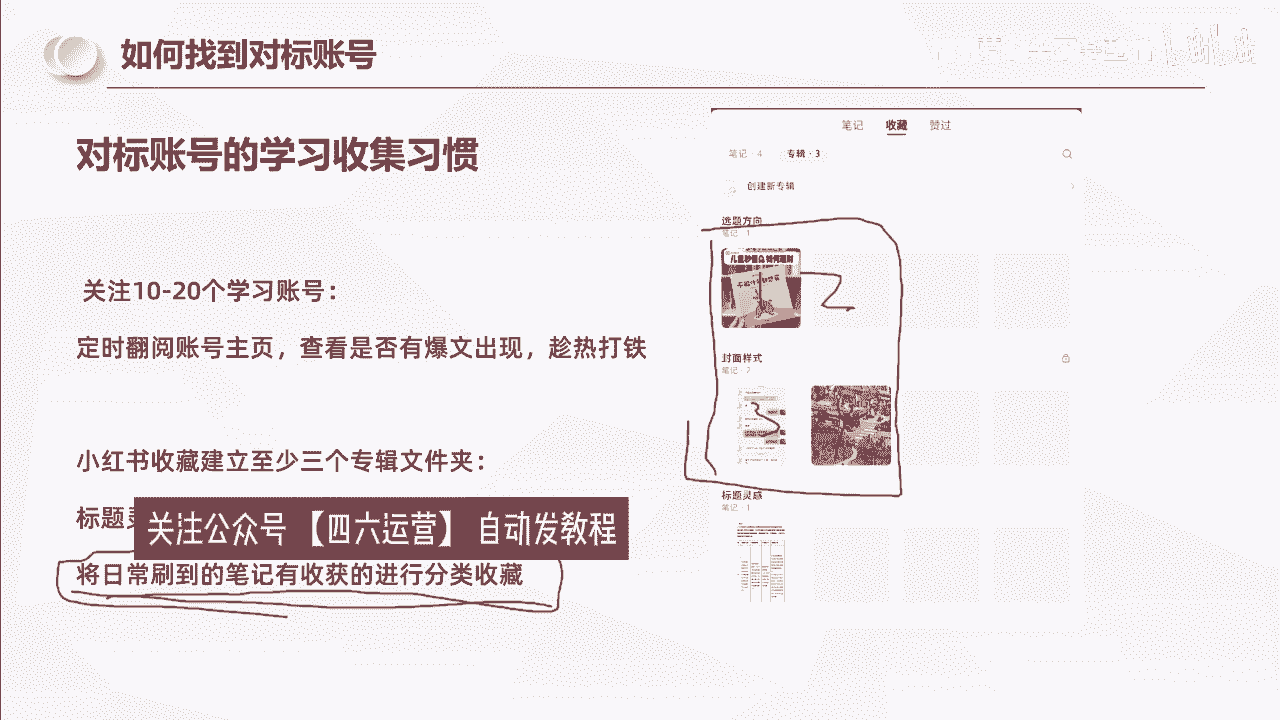 如何找到对标账号
对标账号的学习收集习惯
关注10-20个学习账号：
定时翻阅账号主页，查看是否有爆文出现，趁热打铁
小红书收藏建立至少三个专辑文件夹：
标题灵
关注公众号 【四六运营】 自动发教程
将日常刷到的笔记有收获的进行分类收藏
笔记 收藏 赞过
笔记 · 4 专辑 · 3
创建新专辑
选题方向
笔记 · 1
封面样式
笔记 · 2
标题灵感
笔记 · 1